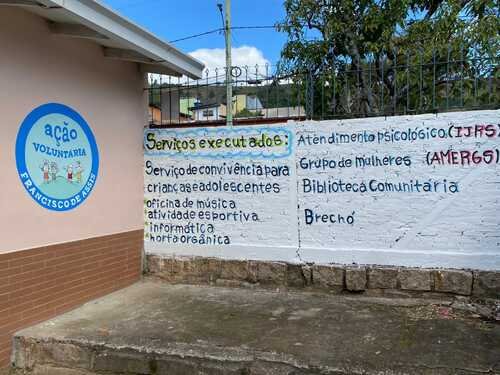 ação
VOLUNTÁRIA
FRANCISCO DE ASSIS
Serviços executados:
Serviço de convivência para
crianças e adolescentes
oficina de música
atividade esportiva
informática
horta orgânica
Atendimento psicológico (IJRS)
Grupo de mulheres (AMERGS)
Biblioteca Comunitária
Brechó